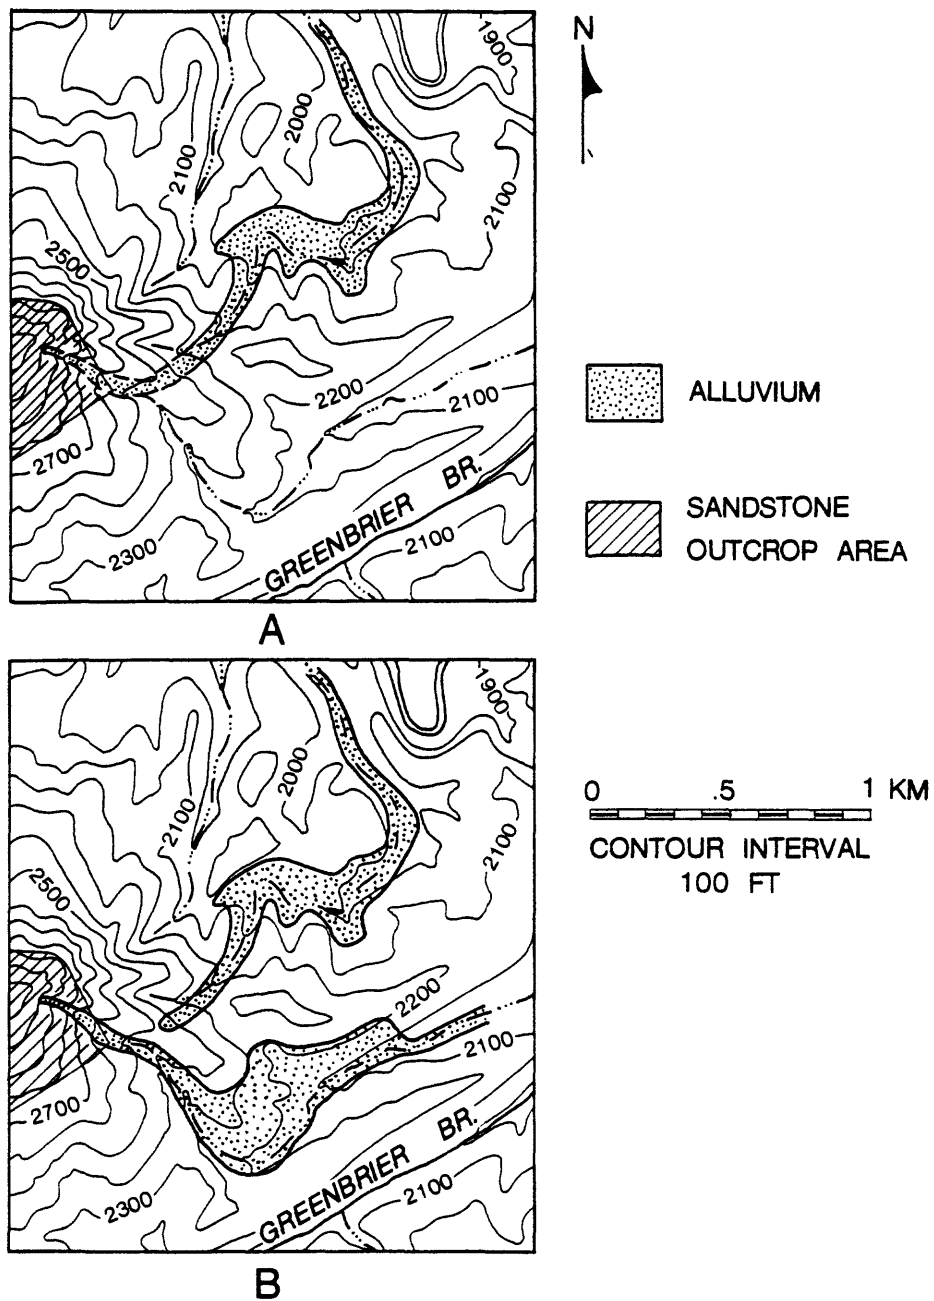 1900
N
2000
2100
2100
2500
2200
2100
2700
GREENBRIER BR.
2100
2300
A
ALLUVIUM
SANDSTONE
OUTCROP AREA
1900
2000
2100
2100
2500
2200
2100
2700
GREENBRIER BR.
2100
2300
B
0 .5 1 KM
CONTOUR INTERVAL
100 FT